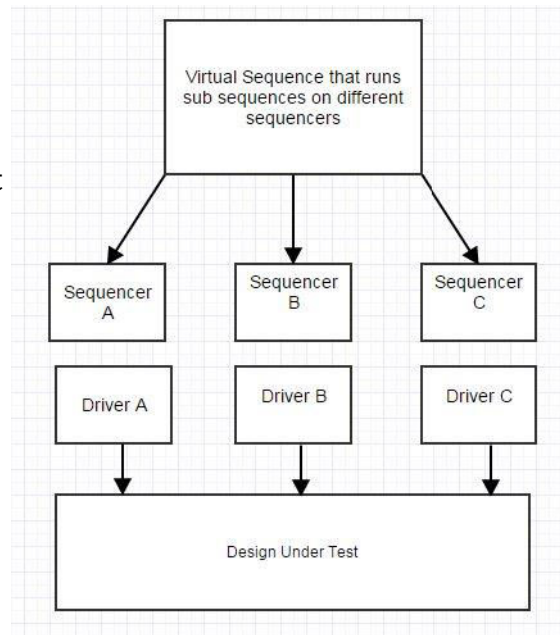 Virtual Sequence that runs
sub sequences on different
sequencers
Sequencer
A
Sequencer
B
Sequencer
C
Driver A
Driver B
Driver C
Design Under Test